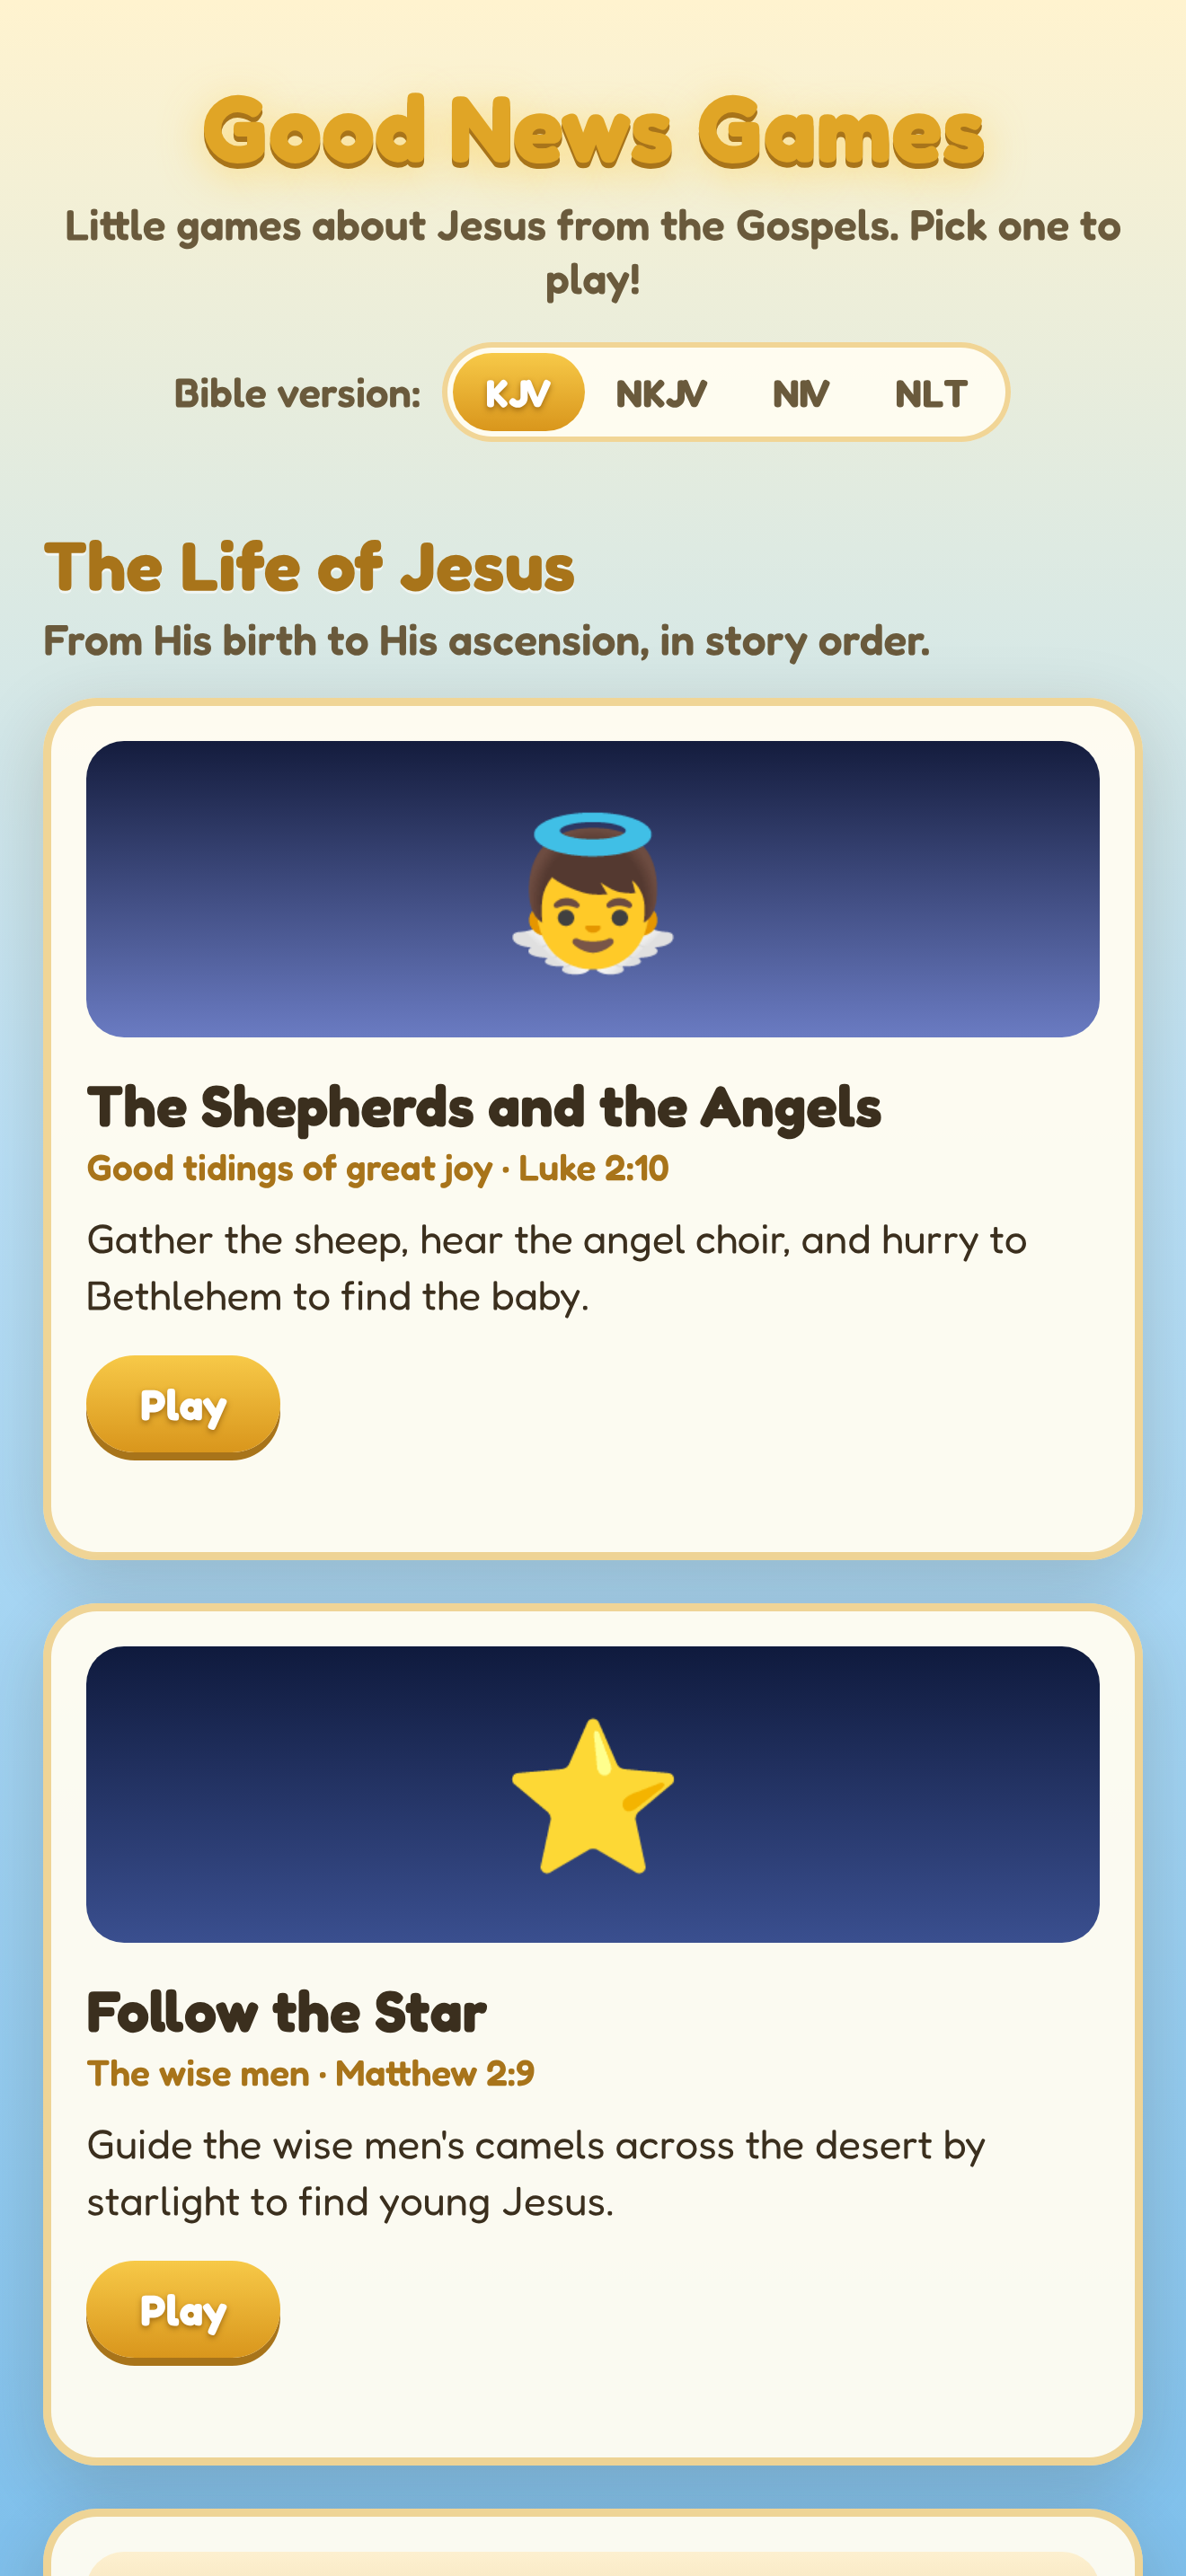 Good News Games
Little games about Jesus from the Gospels. Pick one to
play!
Bible version: KJV NKJV NIV NLT
The Life of Jesus
From His birth to His ascension, in story order.
The Shepherds and the Angels
Good tidings of great joy · Luke 2:10
Gather the sheep, hear the angel choir, and hurry to
Bethlehem to find the baby.
Play
Follow the Star
The wise men · Matthew 2:9
Guide the wise men's camels across the desert by
starlight to find young Jesus.
Play